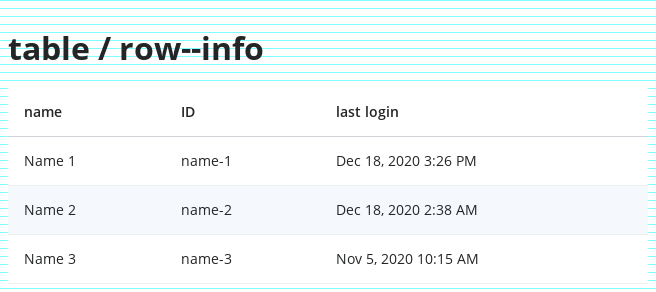 table / row--info
name ID last login
Name 1 name-1 Dec 18, 2020 3:26 PM
Name 2 name-2 Dec 18, 2020 2:38 AM
Name 3 name-3 Nov 5, 2020 10:15 AM